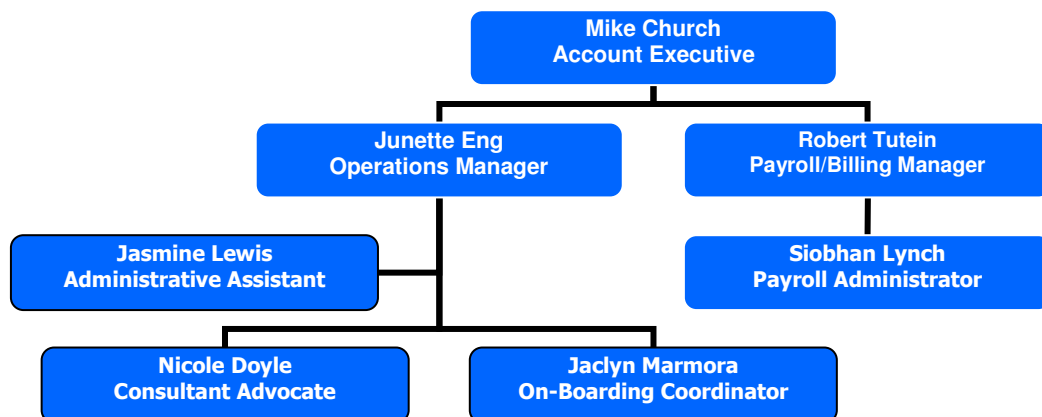 Mike Church
Account Executive
Junette Eng
Operations Manager
Robert Tutein
Payroll/Billing Manager
Jasmine Lewis
Administrative Assistant
Siobhan Lynch
Payroll Administrator
Nicole Doyle
Consultant Advocate
Jaclyn Marmora
On-Boarding Coordinator